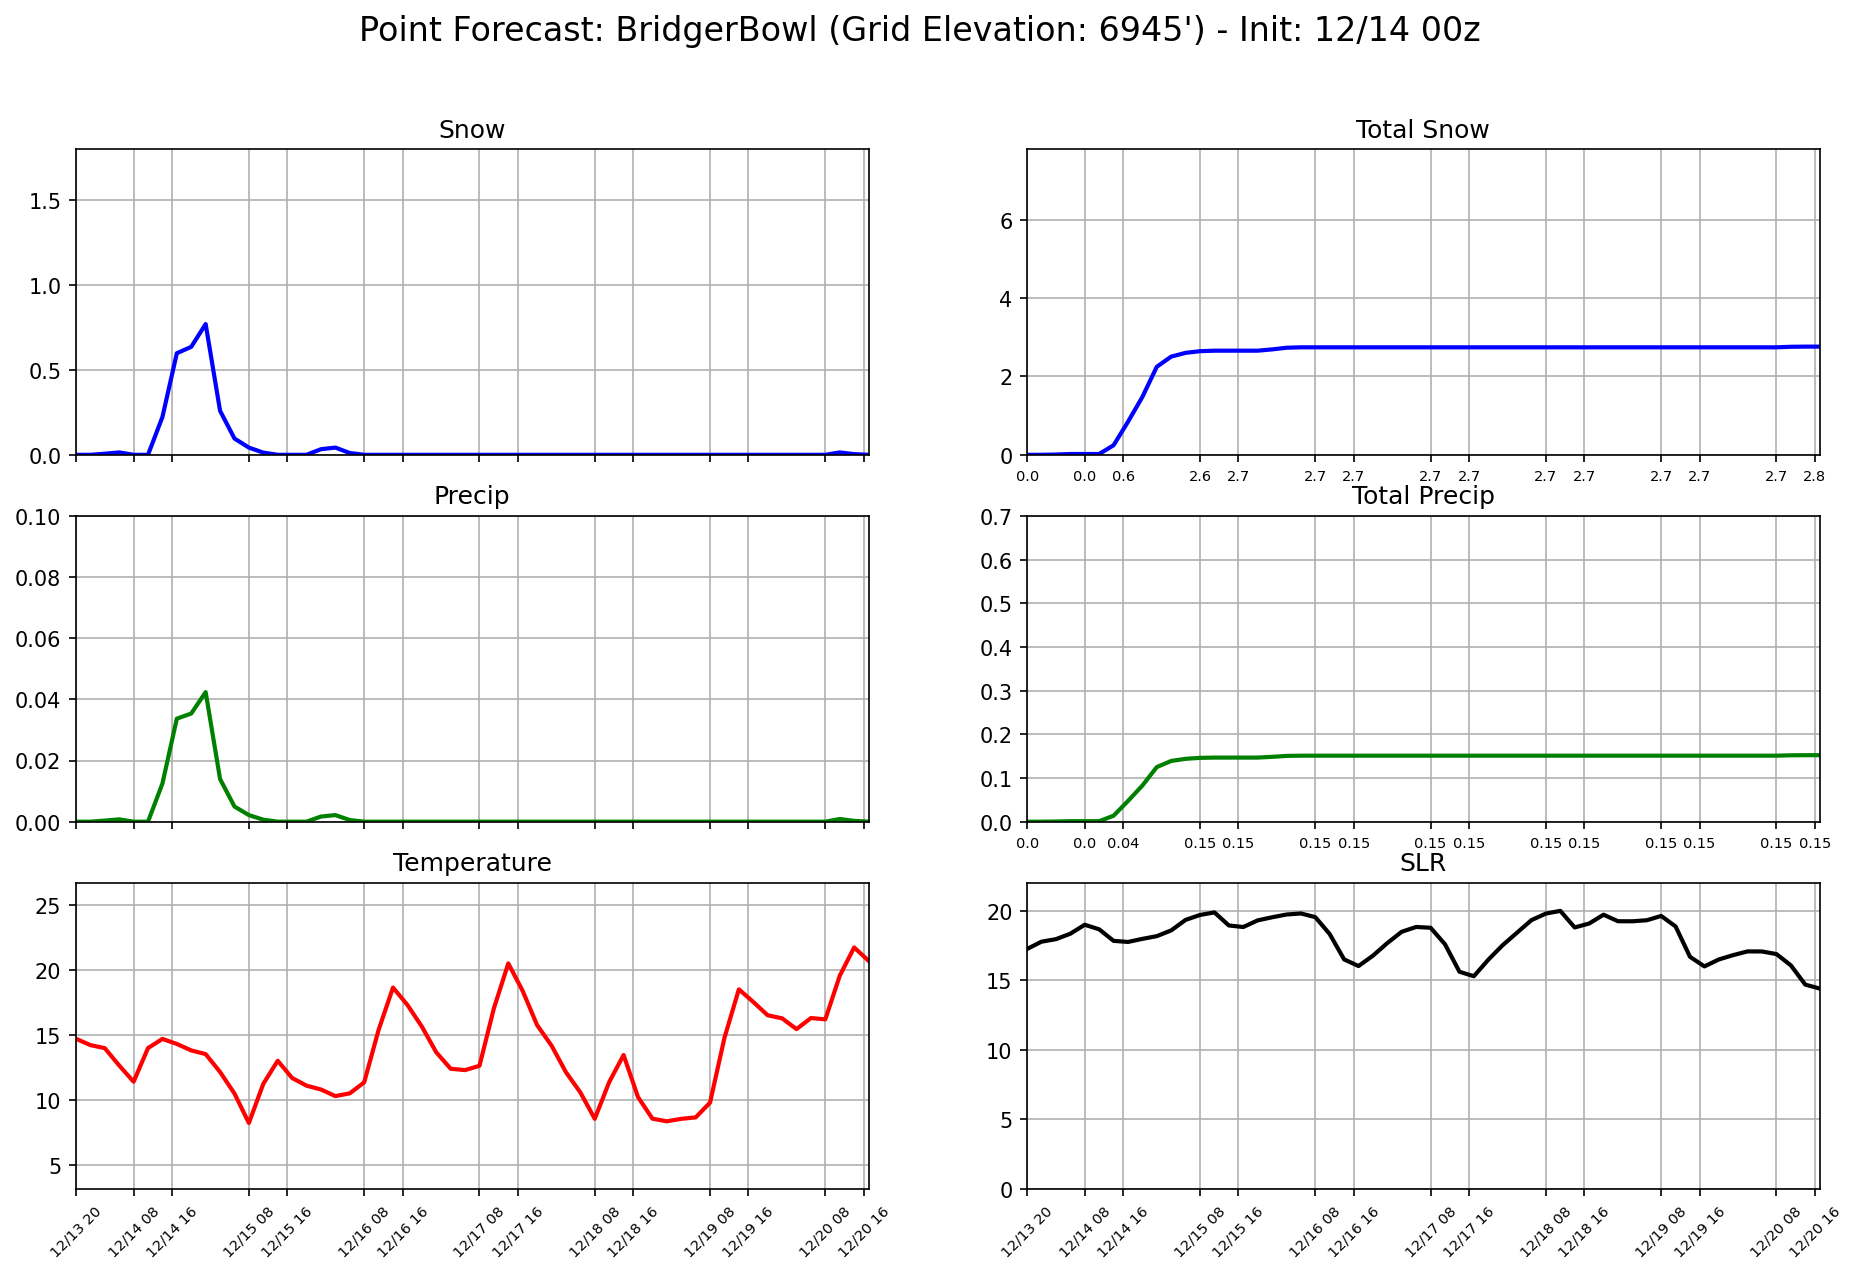 Point Forecast: BridgerBowl (Grid Elevation: 6945') - Init: 12/14 00z
Snow
1.5
1.0
0.5
0.0
Total Snow
6
4
2
0
0.0 0.0 0.6 2.6 2.7 2.7 2.7 2.7 2.7 2.7 2.7 2.7 2.7 2.7 2.8
Precip
0.10
0.08
0.06
0.04
0.02
0.00
Total Precip
0.7
0.6
0.5
0.4
0.3
0.2
0.1
0.0
0.0 0.0 0.04 0.15 0.15 0.15 0.15 0.15 0.15 0.15 0.15 0.15 0.15 0.15 0.15
Temperature
25
20
15
10
5
12/13 20 12/14 08 12/14 16 12/15 08 12/15 16 12/16 08 12/16 16 12/17 08 12/17 16 12/18 08 12/18 16 12/19 08 12/19 16 12/20 08 12/20 16
SLR
20
15
10
5
0
12/13 20 12/14 08 12/14 16 12/15 08 12/15 16 12/16 08 12/16 16 12/17 08 12/17 16 12/18 08 12/18 16 12/19 08 12/19 16 12/20 08 12/20 16